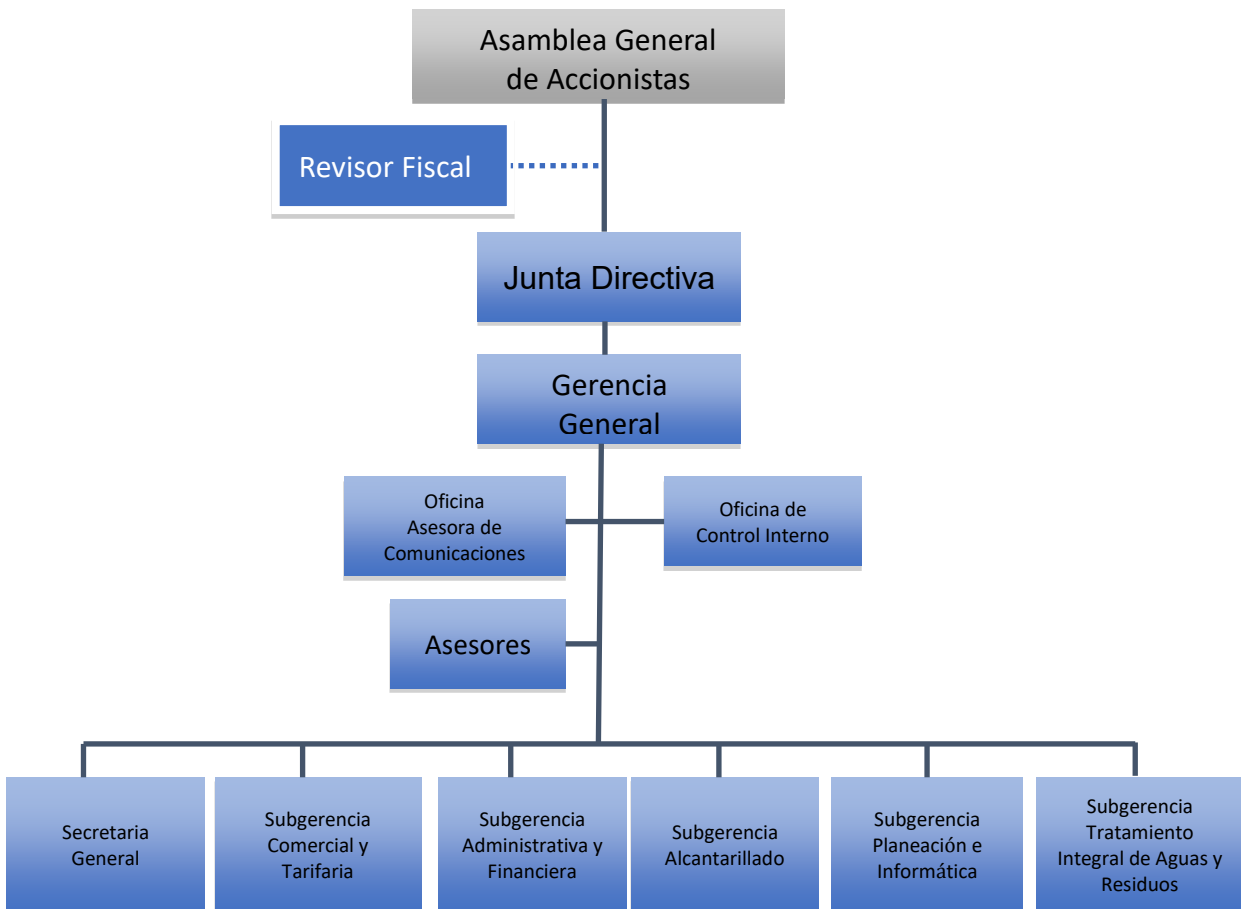 Asamblea General
de Accionistas
Revisor Fiscal
Junta Directiva
Gerencia
General
Oficina
Asesora de
Comunicaciones
Oficina de
Control Interno
Asesores
Secretaria
General
Subgerencia
Comercial y
Tarifaria
Subgerencia
Administrativa y
Financiera
Subgerencia
Alcantarillado
Subgerencia
Planeación e
Informática
Subgerencia
Tratamiento
Integral de Aguas y
Residuos